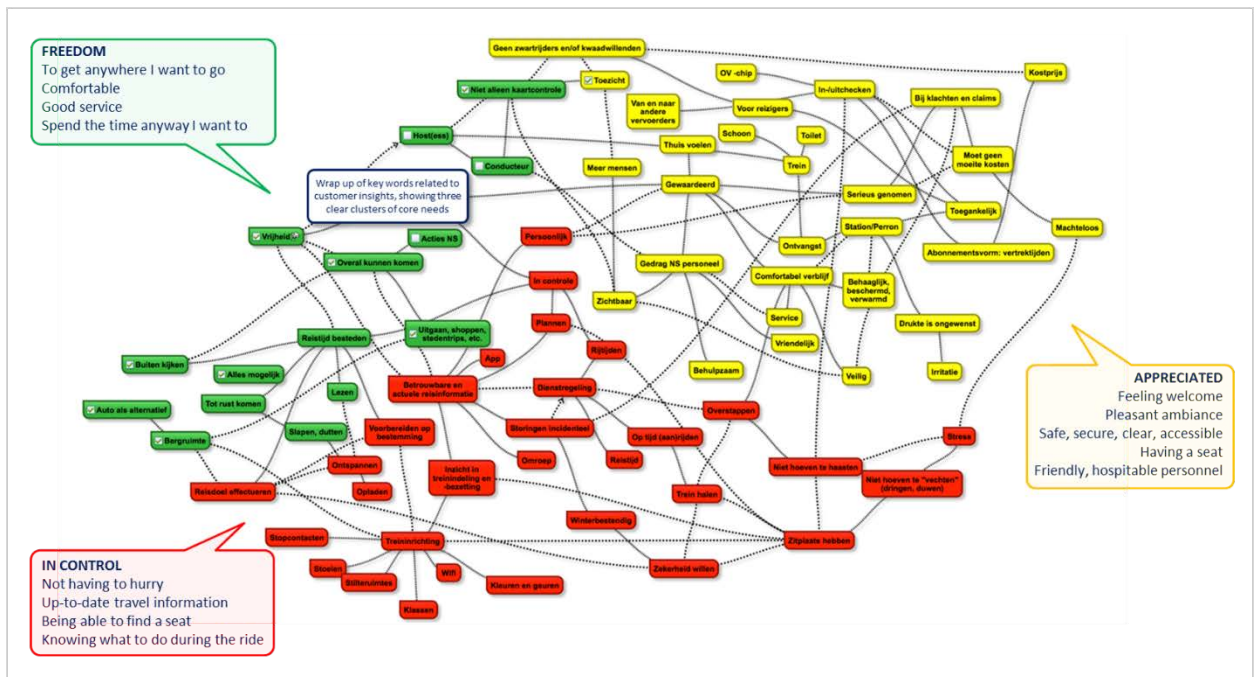 FREEDOM
To get anywhere I want to go
Comfortable
Good service
Spend the time anyway I want to
Geen zwartrijders en/of kwaadwillenden
Kostprijs
OV -chip
Toezicht
Niet alleen kaartcontrole
In-/uitchecken
Bij klachten en claims
Van en naar
andere
vervoerders
Voor reizigers
Host(ess)
Schoon
Toilet
Thuis voelen
Trein
Moet geen
moeite kosten
Conducteur
Meer mensen
Wrap up of key words related to
customer insights, showing three
clear clusters of core needs
Gewaardeerd
Serieus genomen
Toegankelijk
Station/Perron
Machteloos
Vrijheid
Acties NS
Persoonlijk
Ontvangst
Abonnementsvorm: vertrektijden
Overal kunnen komen
Gedrag NS personeel
Comfortabel verblijf
In controle
Behaaglijk,
beschermd,
verwarmd
Zichtbaar
Service
Drukte is ongewenst
Plannen
Uitgaan, shoppen,
stedentrips, etc.
Reistijd besteden
Vriendelijk
Rijtijden
App
Buiten kijken
Alles mogelijk
Behulpzaam
Veilig
Irritatie
Betrouwbare en
actuele reisinformatie
Dienstregeling
Lezen
Tot rust komen
Auto als alternatief
Overstappen
Voorbereiden op
bestemming
Storingen incidenteel
Slapen, dutten
Op tijd (aan)rijden
Stress
Bergruimte
Omroep
Reistijd
Ontspannen
Inzicht in
treinindeling en
-bezetting
Niet hoeven te haasten
Niet hoeven te "vechten"
(dringen, duwen)
Reisdoel effectueren
Opladen
Trein halen
Winterbestendig
Stopcontacten
Treininrichting
Zitplaats hebben
Stoelen
Wifi
Zekerheid willen
Stilteruimtes
Kleuren en geuren
Klassen
APPRECIATED
Feeling welcome
Pleasant ambiance
Safe, secure, clear, accessible
Having a seat
Friendly, hospitable personnel
IN CONTROL
Not having to hurry
Up-to-date travel information
Being able to find a seat
Knowing what to do during the ride